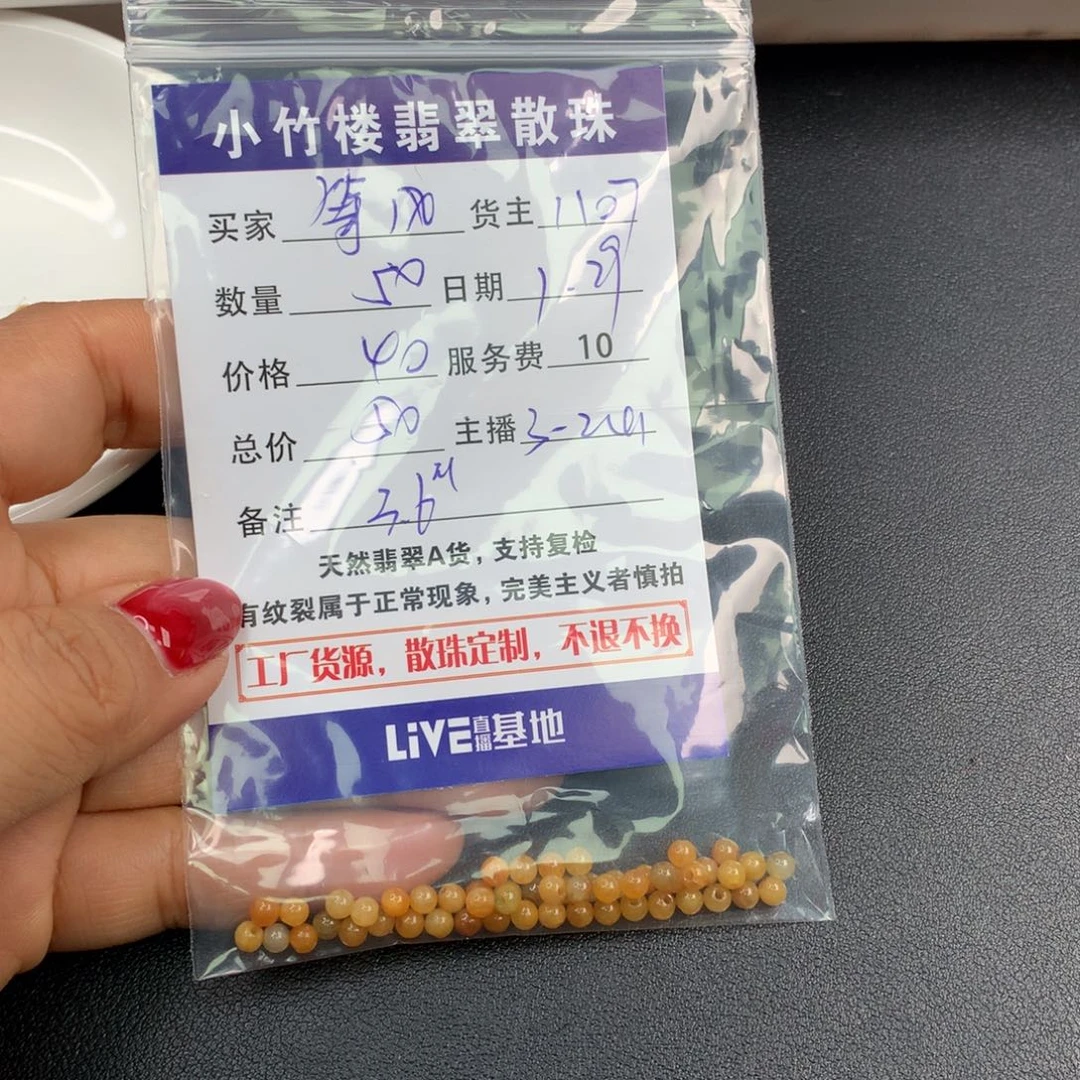 小竹楼翡翠散珠
买家 180 货主 1107
数量 50 日期 1-29
价格 40 服务费 10
总价 50 主播
备注 3.6
天然翡翠A货，支持复检
有纹裂属于正常现象，完美主义者慎拍
工厂货源，散珠定制，不退不换
LiVE直播基地